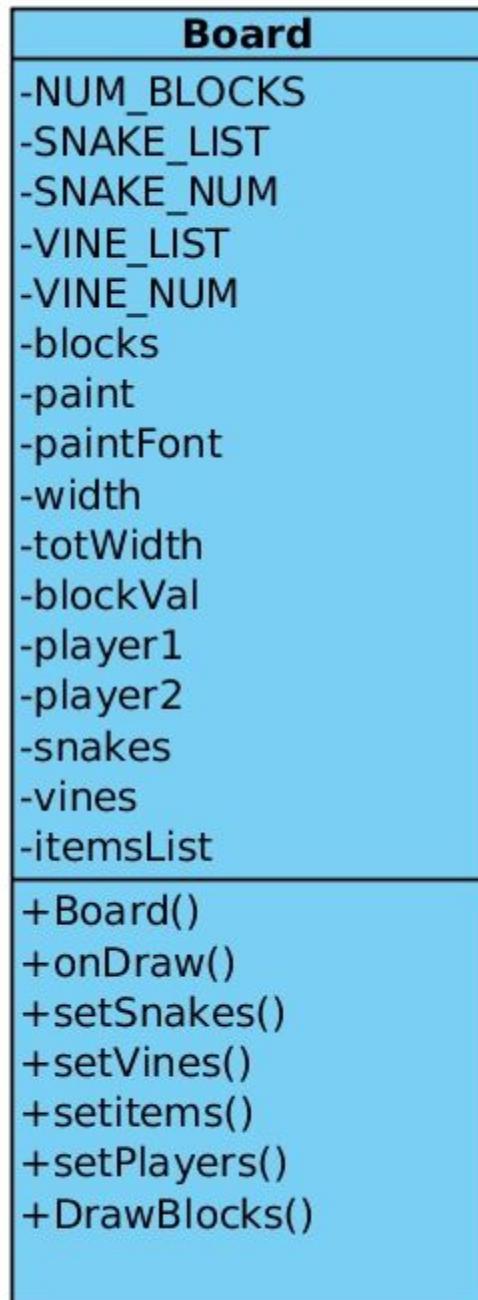 Board
-NUM_BLOCKS
-SNAKE_LIST
-SNAKE_NUM
-VINE_LIST
-VINE_NUM
-blocks
-paint
-paintFont
-width
-totWidth
-blockVal
-player1
-player2
-snakes
-vines
-itemsList
+Board()
+onDraw()
+setSnakes()
+setVines()
+setitems()
+setPlayers()
+DrawBlocks()